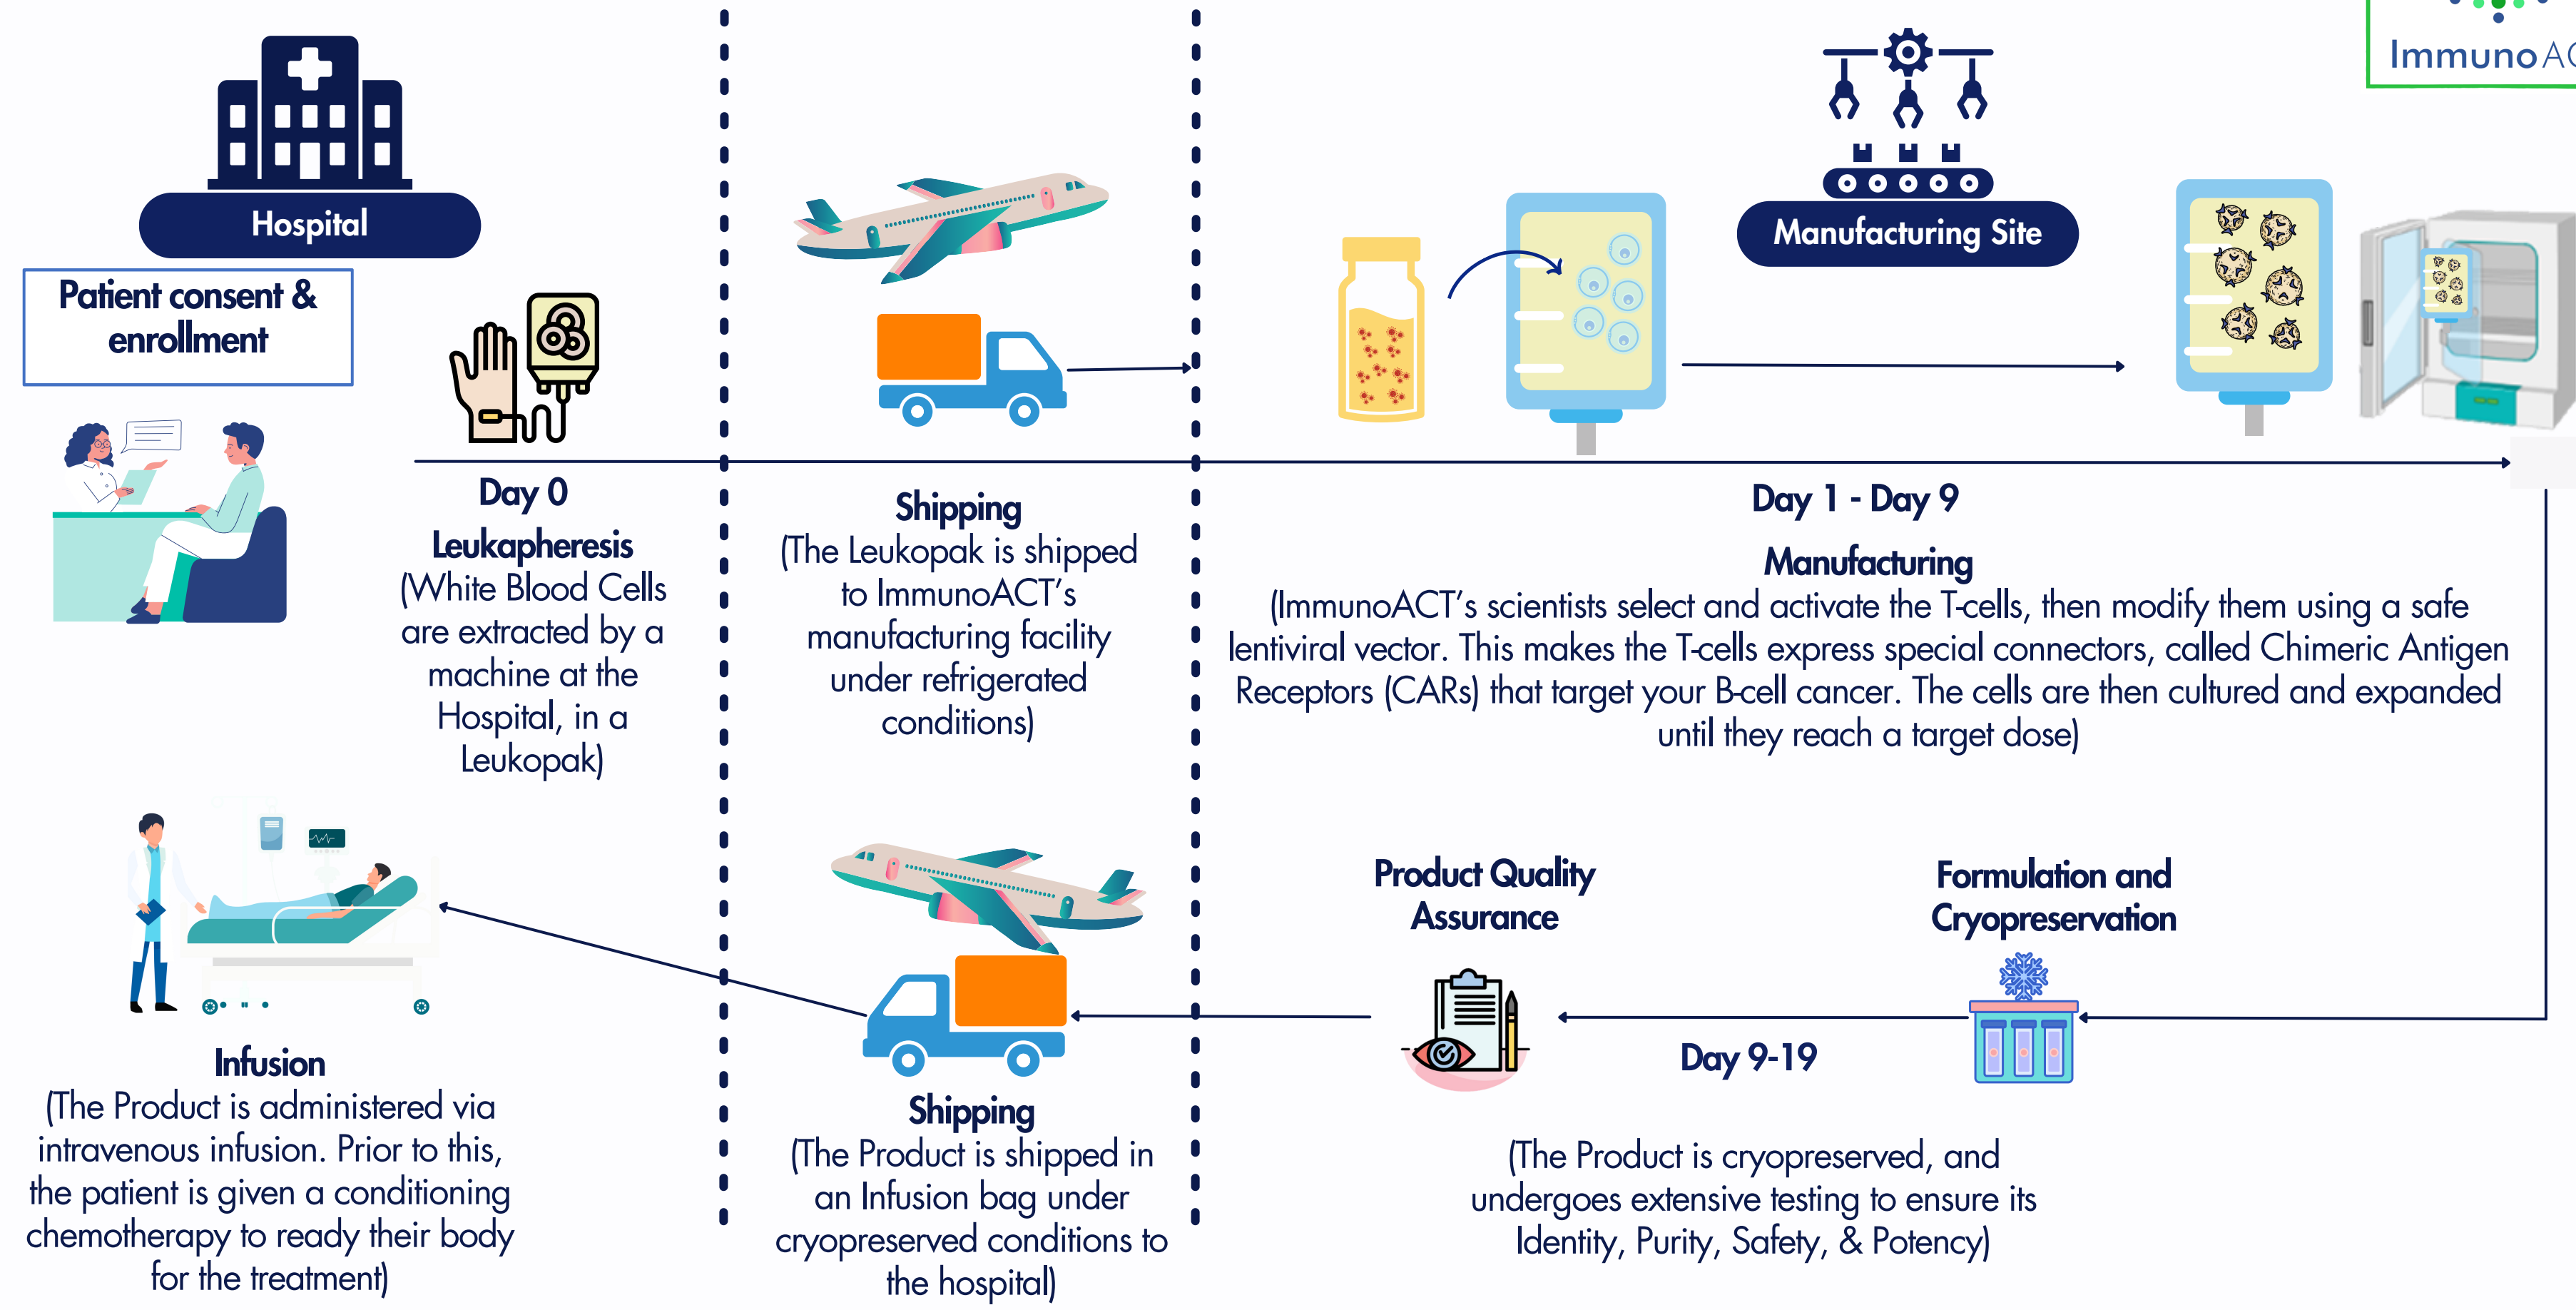 Hospital
Patient consent &
enrollment
Day 0
Leukapheresis
(White Blood Cells
are extracted by a
machine at the
Hospital, in a
Leukopak)
Shipping
(The Leukopak is shipped
to ImmunoACT’s
manufacturing facility
under refrigerated
conditions)
Manufacturing Site
Immuno
Day 1 - Day 9
Manufacturing
(ImmunoACT’s scientists select and activate the T-cells, then modify them using a safe
lentiviral vector. This makes the T-cells express special connectors, called Chimeric Antigen
Receptors (CARs) that target your B-cell cancer. The cells are then cultured and expanded
until they reach a target dose)
Formulation and
Cryopreservation
Product Quality
Assurance
Day 9-19
(The Product is cryopreserved, and
undergoes extensive testing to ensure its
Identity, Purity, Safety, & Potency)
Shipping
(The Product is shipped in
an Infusion bag under
cryopreserved conditions to
the hospital)
Infusion
(The Product is administered via
intravenous infusion. Prior to this,
the patient is given a conditioning
chemotherapy to ready their body
for the treatment)